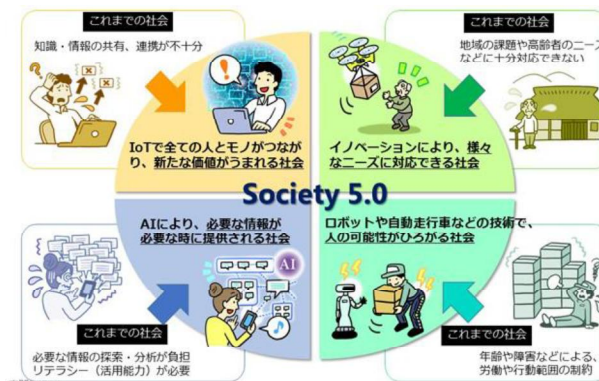 これまでの社会
知識・情報の共有、連携が不十分
IoTで全ての人とモノがつなが
り、新たな価値がうまれる社会
これまでの社会
地域の課題や高齢者のニーズ
などに十分対応できない
イノベーションにより、様々
なニーズに対応できる社会
Society 5.0
AIにより、必要な情報が
必要な時に提供される社会
AI
これまでの社会
必要な情報の探索・分析が負担
リテラシー（活用能力）が必要
ロボットや自動走行車などの技術で、
人の可能性がひろがる社会
これまでの社会
年齢や障害などによる、
労働や行動範囲の制約